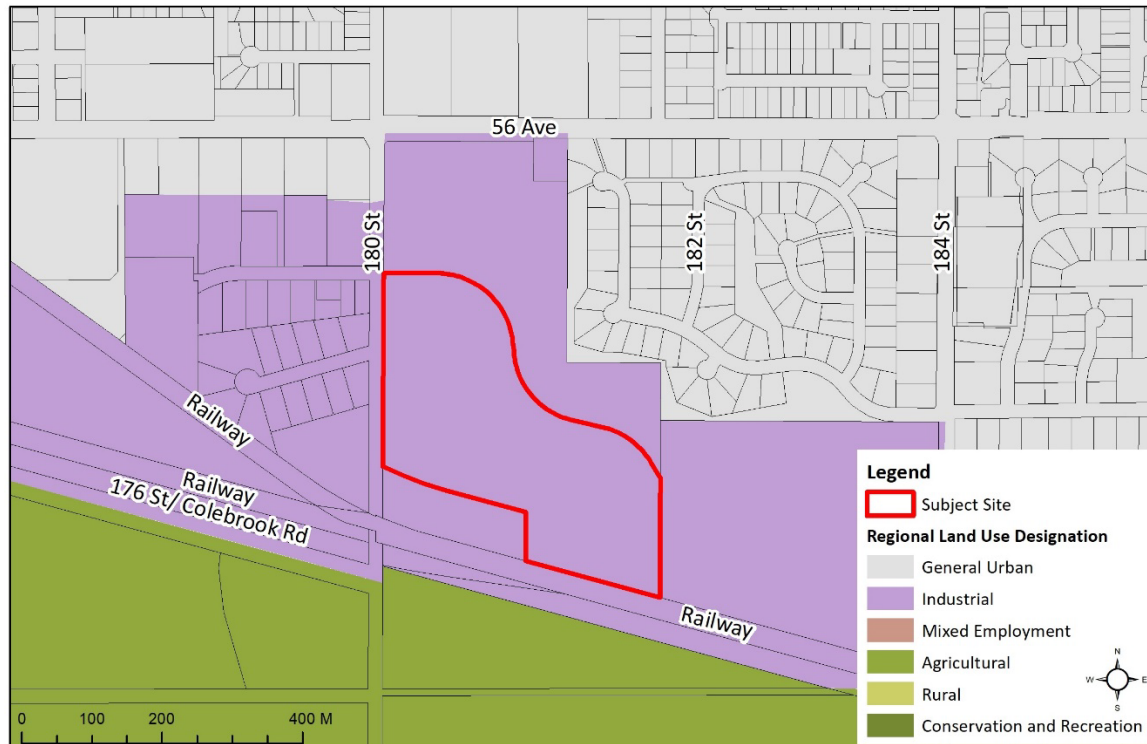 56 Ave
180 St
182 St
184 St
Railway
Railway
176 St/ Colebrook Rd
Railway
Legend
Subject Site
Regional Land Use Designation
General Urban
Industrial
Mixed Employment
Agricultural
Rural
Conservation and Recreation
N
W E
S
0 100 200 400 M